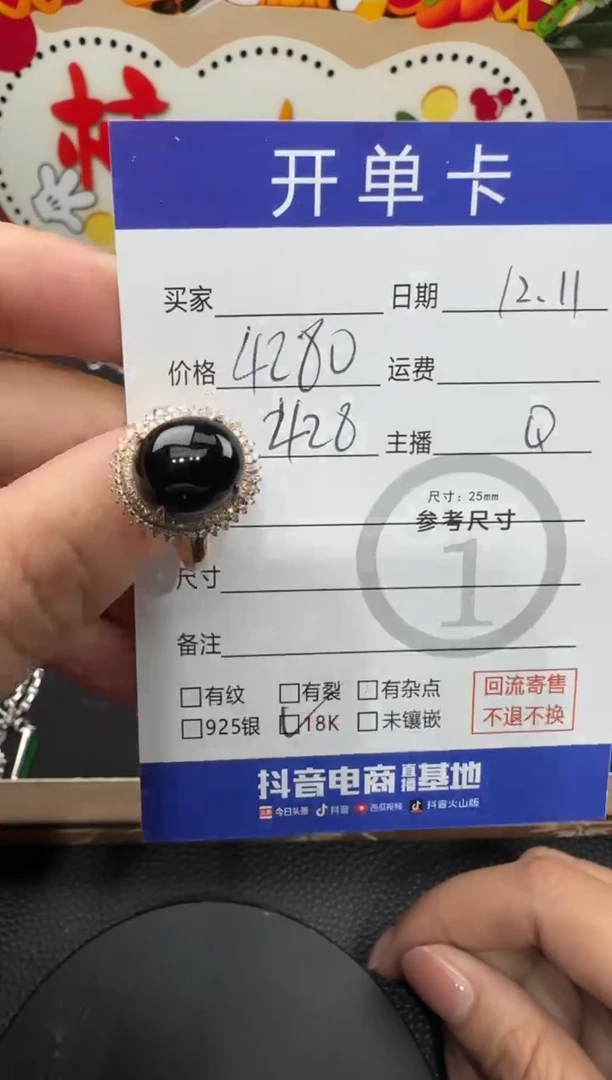 开单卡
买家 日期 12.11
价格 4280 运费
428 主播 Q
尺寸：25mm
参考尺寸
1
尺寸
备注
有纹 有裂 有杂点
925银 18K 未镶嵌
回流寄售
不退不换
抖音电商直播基地
今日头条 抖音 西瓜视频 抖音火山版